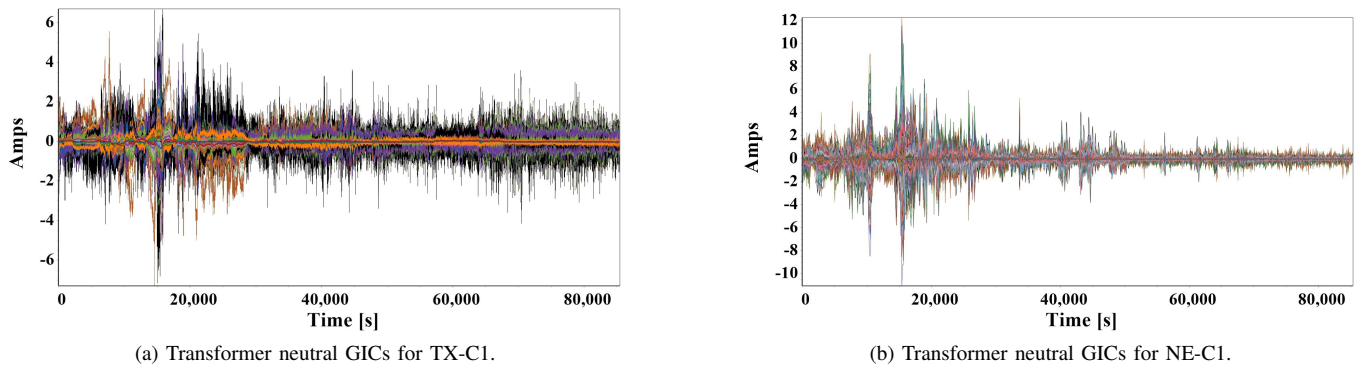 6
4
2
0
-2
-4
-6
Amps
0 20,000 40,000 60,000 80,000
Time [s]
(a) Transformer neutral GICs for TX-C1.
12
10
8
6
4
2
0
-2
-4
-6
-8
-10
Amps
0 20,000 40,000 60,000 80,000
Time [s]
(b) Transformer neutral GICs for NE-C1.